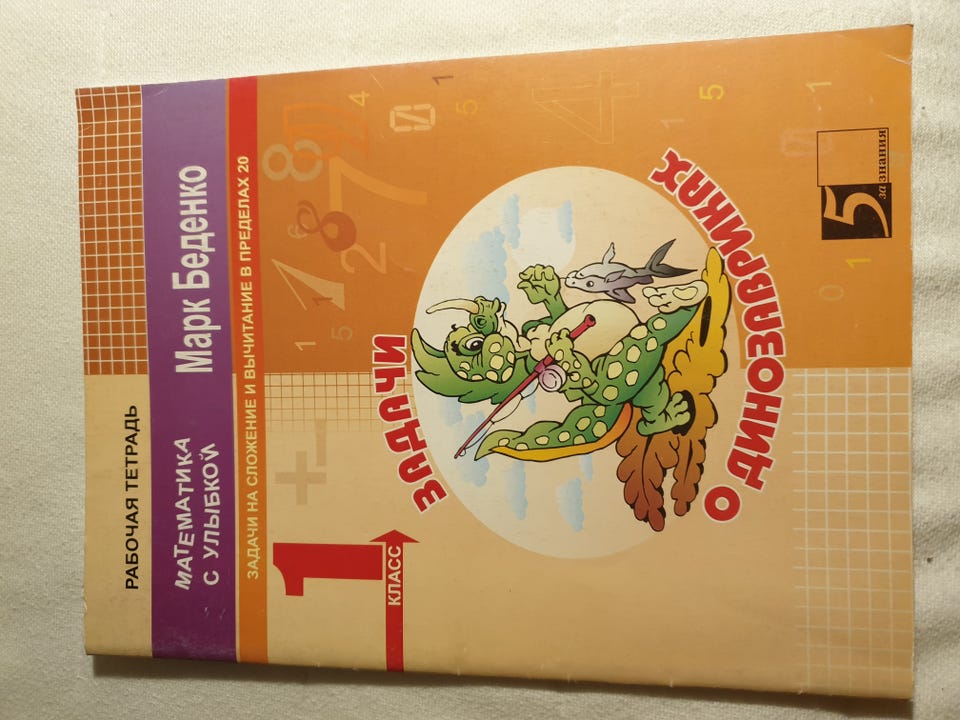 РАБОЧАЯ ТЕТРАДЬ
МАТЕМАТИКА
С УЛЫБКОЙ
Марк Беденко
ЗАДАЧИ НА СЛОЖЕНИЕ И ВЫЧИТАНИЕ В ПРЕДЕЛАХ 20
1
КЛАСС
ЗАДАЧИ
О ДИНОЗАВРИКАХ
5
за знания